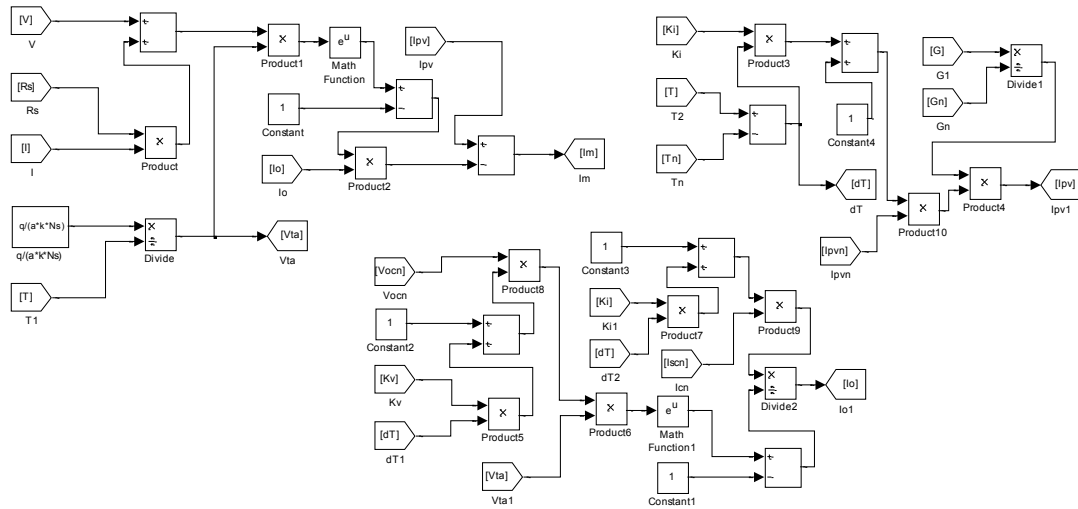 [V]
V
[Rs]
Rs
[I]
I
Product
Product1
e^u
Math
Function
1
Constant
[Ipv]
Ipv
[Io]
Io
Product2
[Im]
Im
q/(a*k*Ns)
q/(a*k*Ns)
[T]
T1
Divide
[Vta]
Vta
[Ki]
Ki
Product3
[T]
T2
[Tn]
Tn
1
Constant4
[dT]
dT
[G]
G1
[Gn]
Gn
Divide1
[Ipvn]
Ipvn
Product10
Product4
[Ipv]
Ipv1
[Vocn]
Vocn
Product8
1
Constant2
[Kv]
Kv
[dT]
dT1
Product5
1
Constant3
[Ki]
Ki1
[dT]
dT2
Product7
[Iscn]
Icn
Product9
[Vta]
Vta1
Product6
e^u
Math
Function1
1
Constant1
Divide2
[Io]
Io1